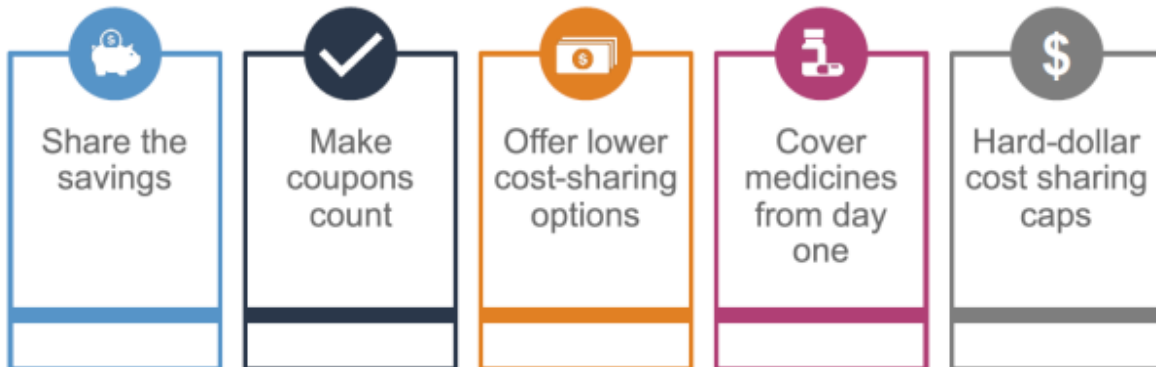 $
$
$
Share the
savings
Make
coupons
count
Offer lower
cost-sharing
options
Cover
medicines
from day
one
Hard-dollar
cost sharing
caps